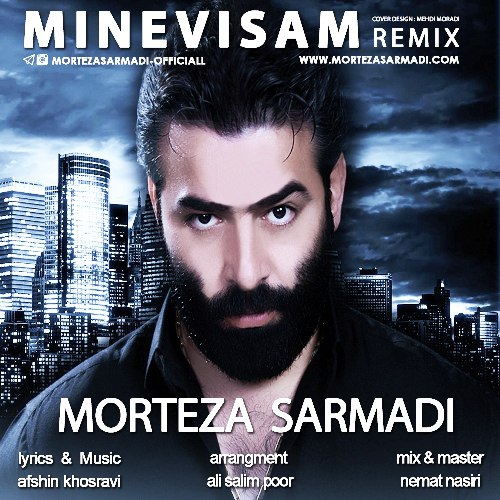 MINEVISAM REMIX
COVER DESIGN : MEHDI MORADI
MORTEZASARMADI-OFFICIALL
WWW.MORTEZASARMADI.COM
MORTEZA SARMADI
lyrics & Music
afshin khosravi
arrangment
ali salim poor
mix & master
nemat nasiri